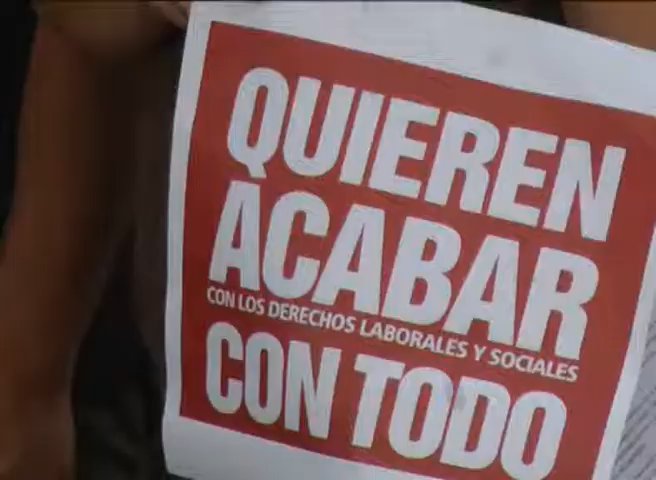 QUIEREN
ACABAR
CON LOS DERECHOS LABORALES Y SOCIALES
CON TODO